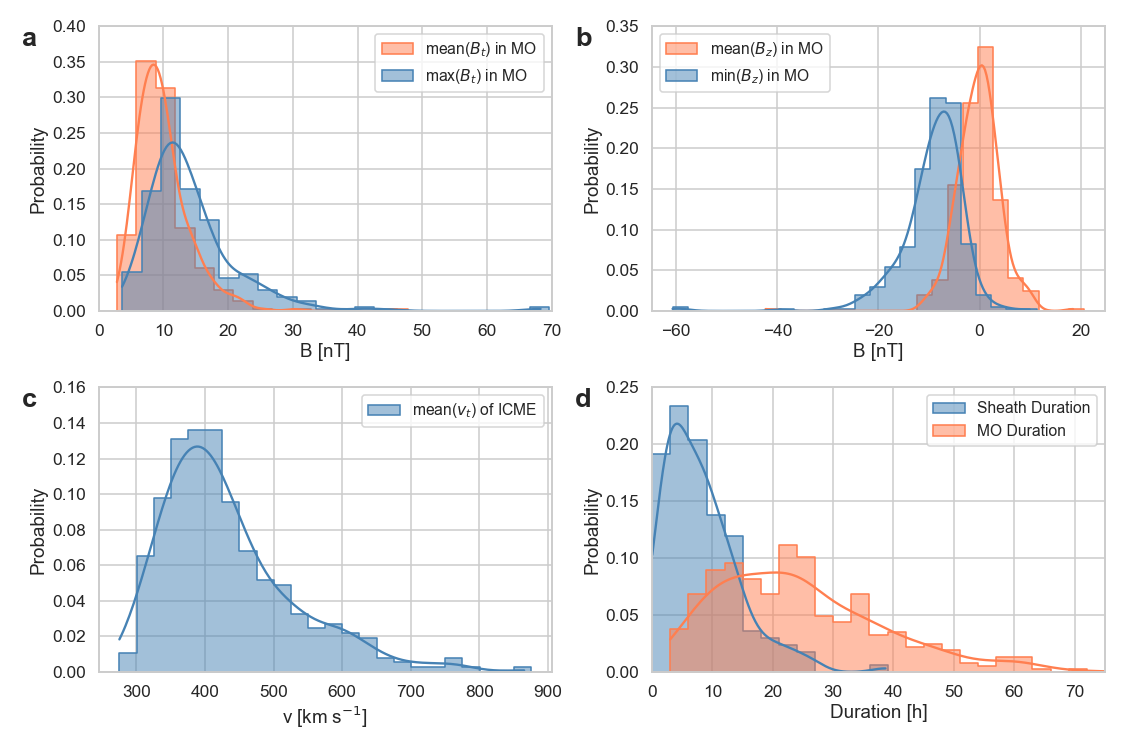 a
0.40
0.35
0.30
0.25
0.20
0.15
0.10
0.05
0.00
Probability
mean(B_t) in MO
max(B_t) in MO
0 10 20 30 40 50 60 70
B [nT]
b
0.35
0.30
0.25
0.20
0.15
0.10
0.05
0.00
Probability
mean(B_z) in MO
min(B_z) in MO
−60 −40 −20 0 20
B [nT]
c
0.16
0.14
0.12
0.10
0.08
0.06
0.04
0.02
0.00
Probability
mean(v_t) of ICME
300 400 500 600 700 800 900
v [km s⁻¹]
d
0.25
0.20
0.15
0.10
0.05
0.00
Probability
Sheath Duration
MO Duration
0 10 20 30 40 50 60 70
Duration [h]